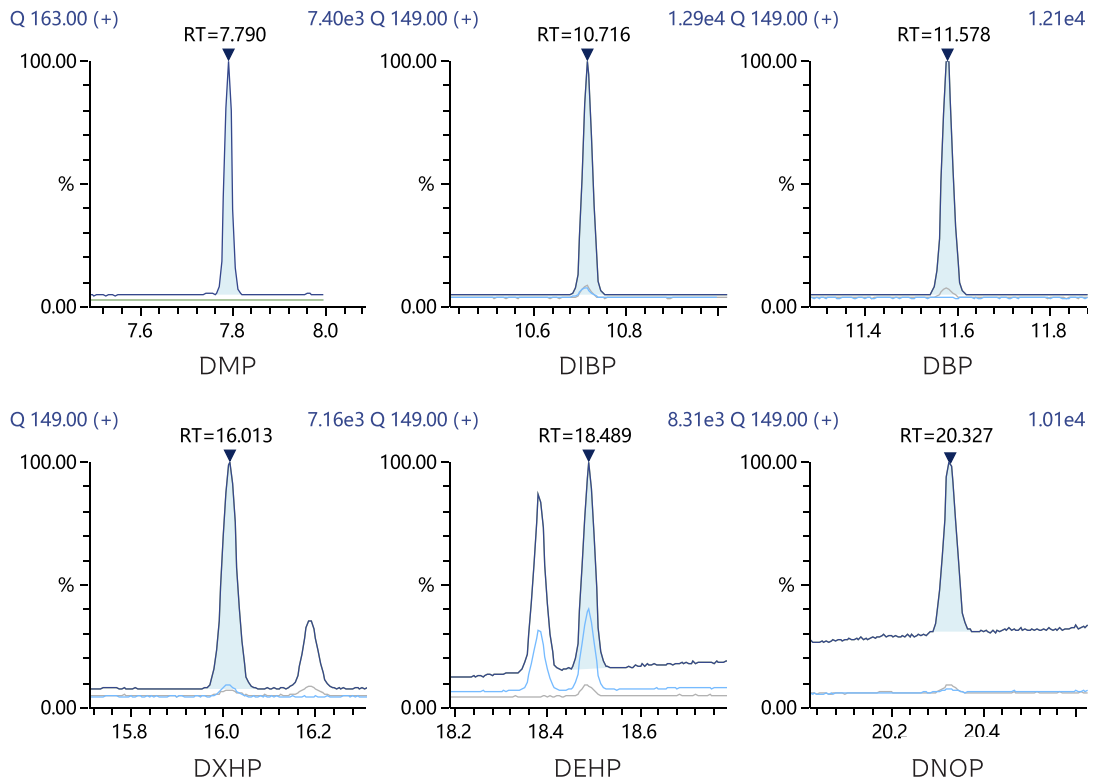 Q 163.00 (+) 7.40e3 Q 149.00 (+) 1.29e4 Q 149.00 (+) 1.21e4
RT=7.790 RT=10.716 RT=11.578
100.00 100.00 100.00
% % %
0.00 0.00 0.00
7.6 7.8 8.0 10.6 10.8 11.4 11.6 11.8
DMP DIBP DBP
Q 149.00 (+) 7.16e3 Q 149.00 (+) 8.31e3 Q 149.00 (+) 1.01e4
RT=16.013 RT=18.489 RT=20.327
100.00 100.00 100.00
% % %
0.00 0.00 0.00
15.8 16.0 16.2 18.2 18.4 18.6 20.2 20.4
DXHP DEHP DNOP